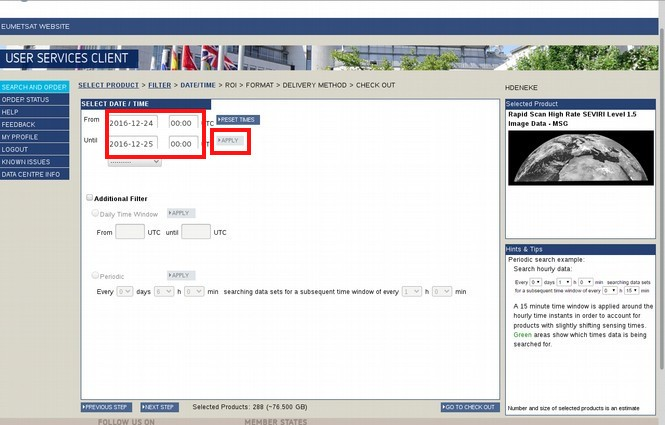 EUMETSAT WEBSITE
USER SERVICES CLIENT
SEARCH AND ORDER
ORDER STATUS
HELP
FEEDBACK
MY PROFILE
LOGOUT
KNOWN ISSUES
DATA CENTRE INFO
SELECT PRODUCT > FILTER > DATE/TIME > ROI > FORMAT > DELIVERY METHOD > CHECK OUT
SELECT DATE / TIME
From 2016-12-24 00:00 UTC RESET TIMES
Until 2016-12-25 00:00 APPLY
Additional Filter
Daily Time Window APPLY
From UTC until UTC
Periodic APPLY
Every 0 days 6 h 0 min searching data sets for a subsequent time window of every 1 h 0 min
PREVIOUS STEP NEXT STEP Selected Products: 288 (~76.500 GB) GO TO CHECK OUT
HDENEKE
Selected Product
Rapid Scan High Rate SEVIRI Level 1.5
Image Data - MSG
Hints & Tips
Periodic search example:
Search hourly data:
Every 0 days 1 h 0 min searching data sets
for a subsequent time window of every 0 h 15 min
A 15 minute time window is applied around the
hourly time instants in order to account for
products with slightly shifting sensing times.
Green areas show which times data is being
searched for.
Number and size of selected products is an estimate
FOLLOW US ON MEMBER STATES